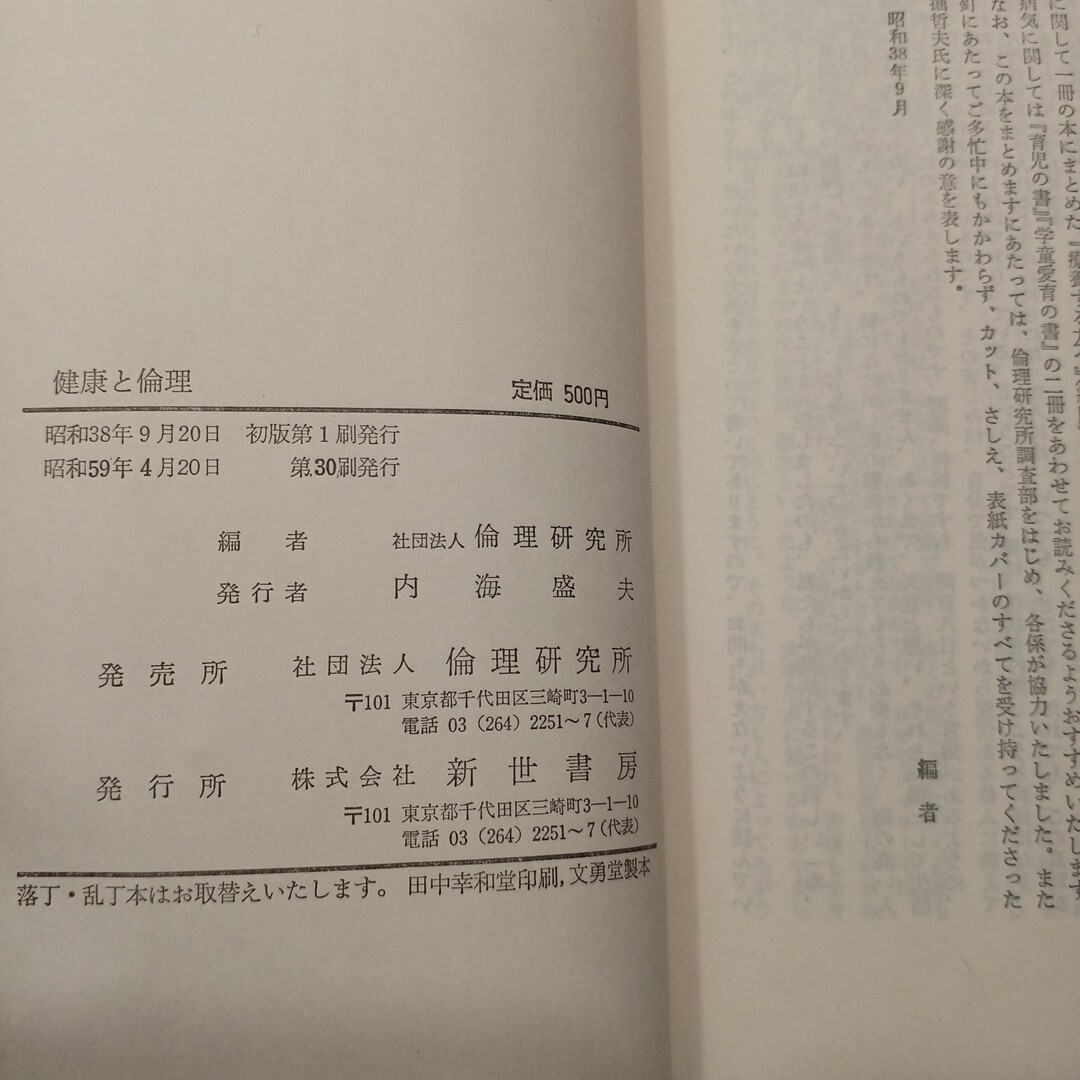 に関して一冊の本にまとめた
病気に関しては『育児の書』『学童愛育の書』の二冊をあわせてお読みくださるようおすすめいたします
なお、この本をまとめますにあたっては、倫理研究所調査部をはじめ、各係が協力いたしました。また
針にあたってご多忙中にもかかわらず、カット、さしえ、表紙カバーのすべてを受け持ってくださった
哲夫氏に深く感謝の意を表します。
昭和38年9月
編者
健康と倫理 定価 500円
昭和38年9月20日 初版第1刷発行
昭和59年4月20日 第30刷発行
編者 社団法人 倫理研究所
発行者 内海盛夫
発売所 社団法人 倫理研究所
〒101 東京都千代田区三崎町3―1―10
電話 03 (264) 2251～7 (代表)
発行所 株式会社 新世書房
〒101 東京都千代田区三崎町3―1―10
電話 03 (264) 2251～7 (代表)
落丁・乱丁本はお取替えいたします。 田中幸和堂印刷,文勇堂製本